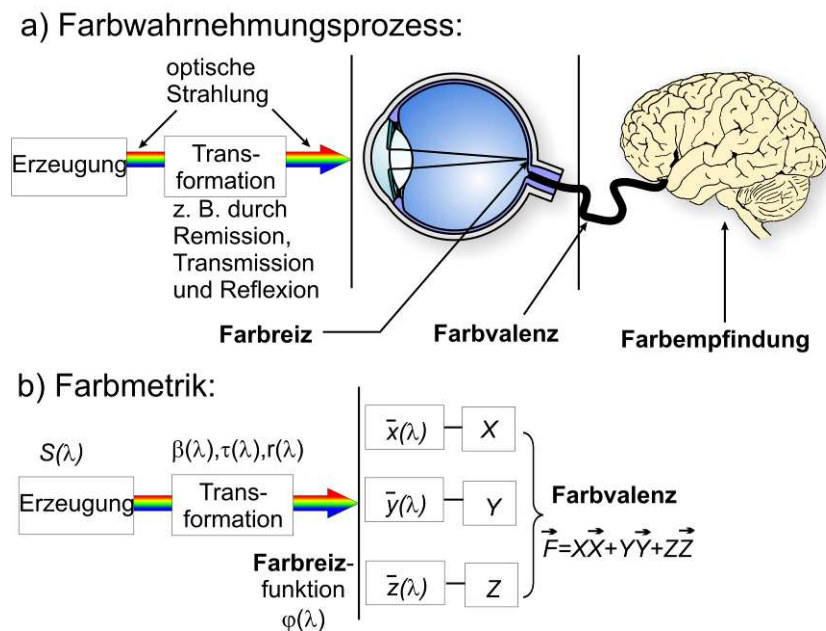 a) Farbwahrnehmungsprozess:
optische
Strahlung
Erzeugung
Trans-
formation
z. B. durch
Remission,
Transmission
und Reflexion
Farbreiz
Farbvalenz
Farbempfindung
b) Farbmetrik:
S(λ)
β(λ),τ(λ),r(λ)
Erzeugung
Trans-
formation
Farbreiz-
funktion
φ(λ)
x̄(λ) X
ȳ(λ) Y
z̄(λ) Z
Farbvalenz
F⃗=XX⃗+YY⃗+ZZ⃗